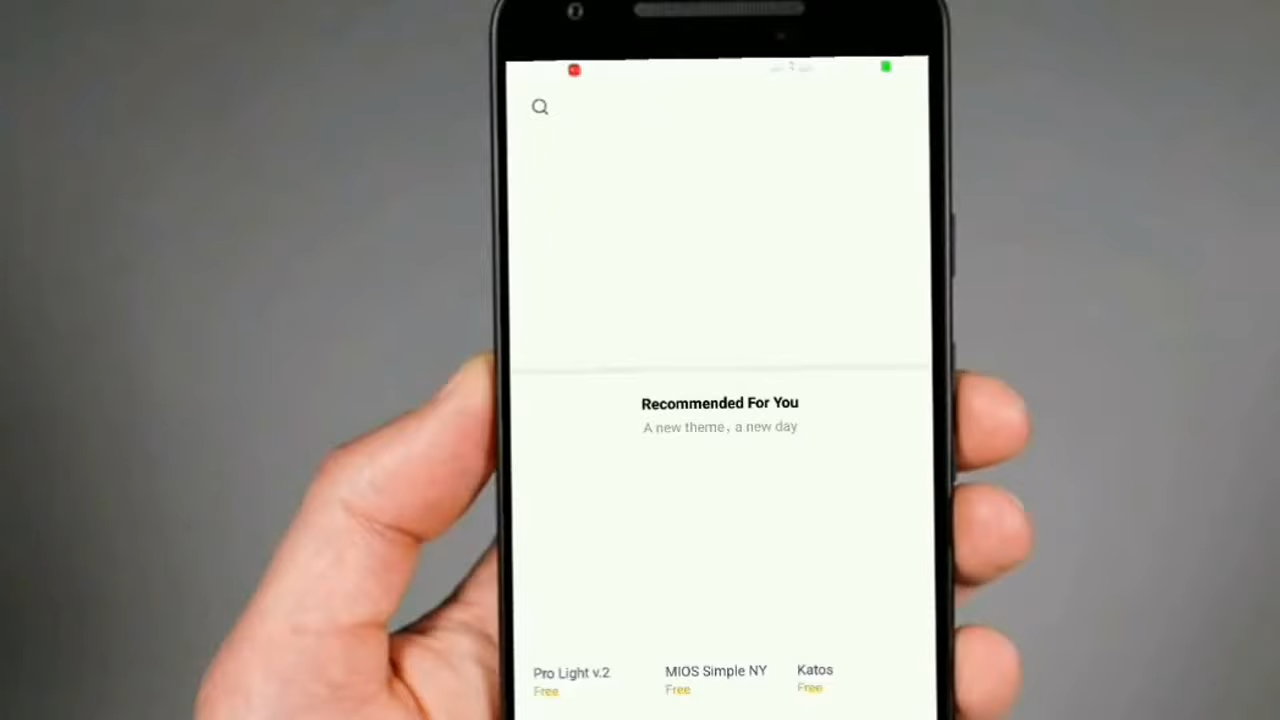 Recommended For You
A new theme, a new day
Pro Light v.2 MIOS Simple NY Katos
Free Free Free